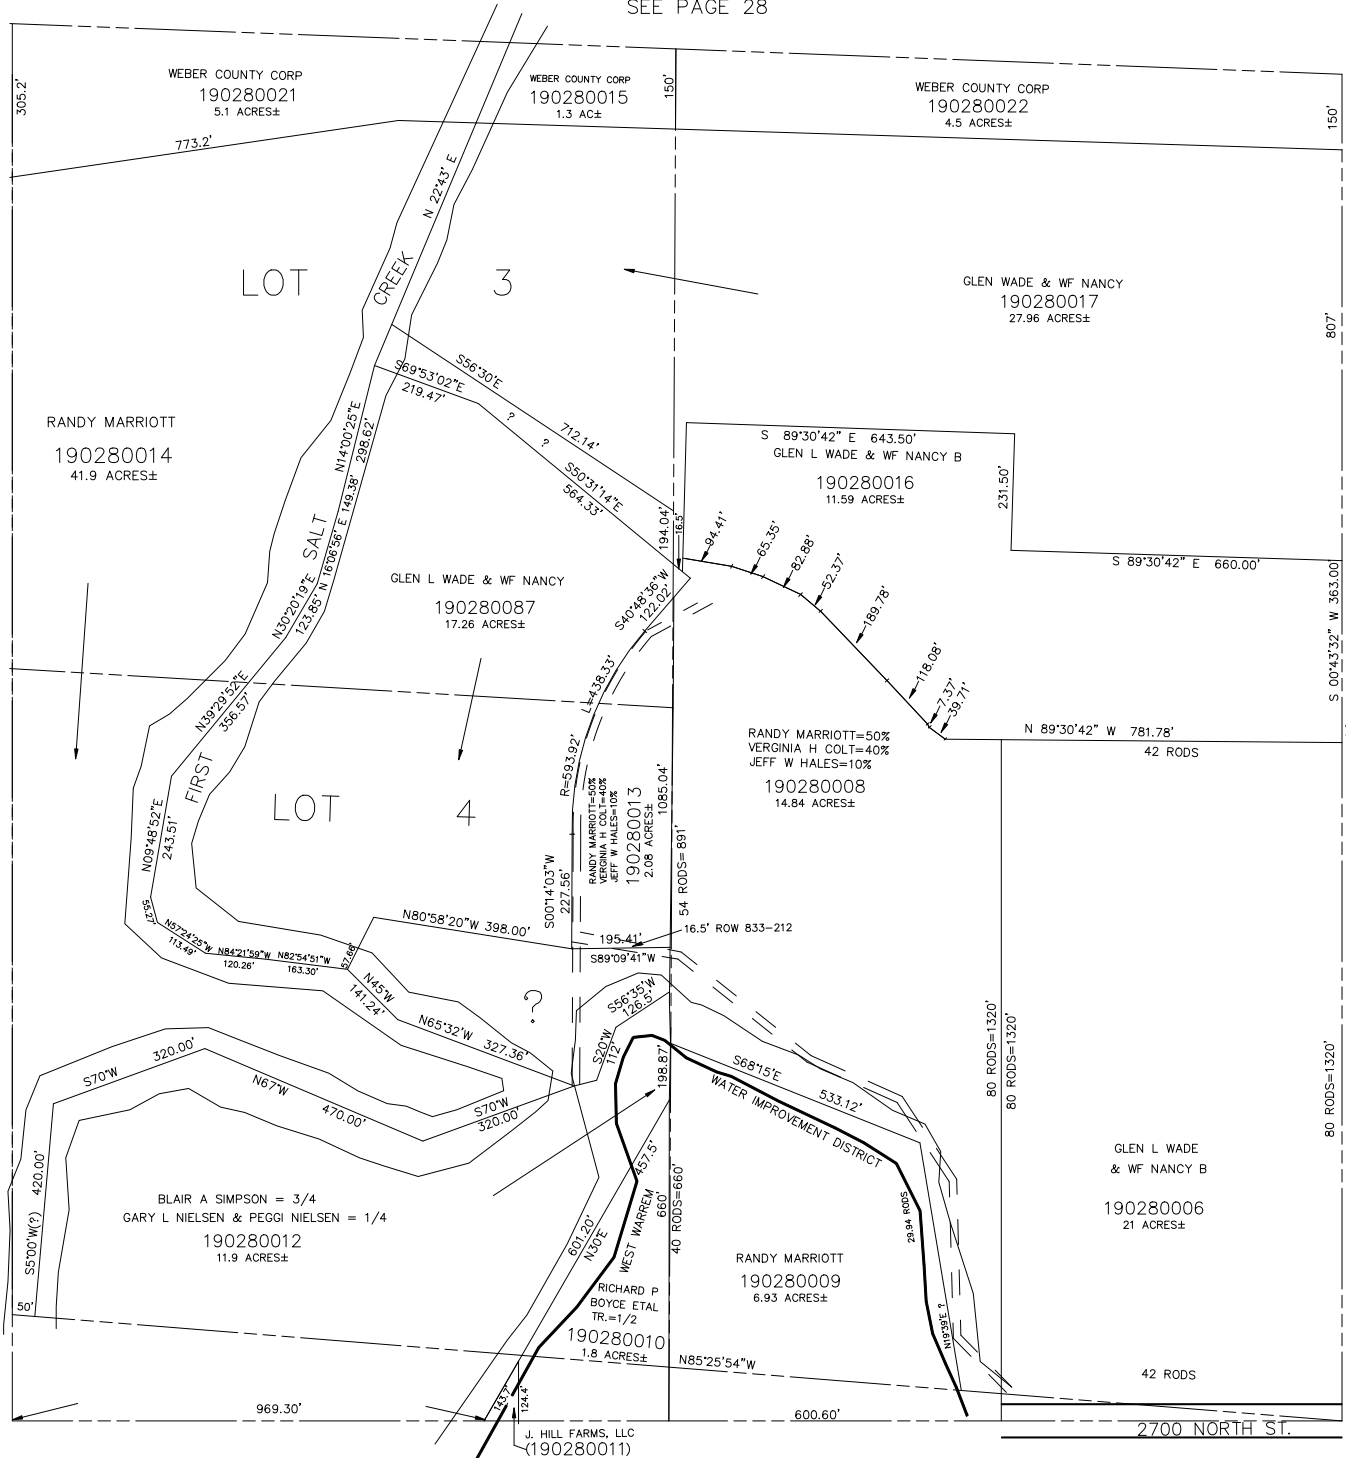 SEE PAGE 28
305.2'
WEBER COUNTY CORP
190280021
5.1 ACRES±
WEBER COUNTY CORP
190280015
1.3 AC±
150'
WEBER COUNTY CORP
190280022
4.5 ACRES±
150'
773.2'
N 22°43' E
LOT 3
CREEK
GLEN WADE & WF NANCY
190280017
27.96 ACRES±
807'
S56°30'E
712.14'
S69°53'02"E
219.47'
?
?
S50°31'14"E
564.33'
RANDY MARRIOTT
190280014
41.9 ACRES±
N14°00'25"E
298.62'
N 16°06'56" E 149.38'
S 89°30'42" E 643.50'
GLEN L WADE & WF NANCY B
190280016
11.59 ACRES±
231.50'
194.04'
16.5'
94.41'
65.35'
82.88'
52.37'
189.78'
118.08'
7.37'
39.71'
S 89°30'42" E 660.00'
S 00°43'32" W 363.00'
SALT
N30°20'19"E
123.85'
GLEN L WADE & WF NANCY
190280087
17.26 ACRES±
S40°48'36"W
122.02'
L=438.33'
R=593.92'
N39°29'52"E
356.57'
FIRST
N 89°30'42" W 781.78'
42 RODS
RANDY MARRIOTT=50%
VERGINIA H COLT=40%
JEFF W HALES=10%
190280008
14.84 ACRES±
LOT 4
RANDY MARRIOTT=50%
VERGINIA H COLT=40%
JEFF W HALES=10%
190280013
2.08 ACRES±
1085.04'
54 RODS= 891'
N09°48'52"E
243.51'
S00°14'03"W
227.56'
55.27'
N57°24'25"W
113.49'
N84°21'59"W
120.26'
N82°54'51"W
163.30'
57.66'
N80°58'20"W 398.00'
195.41'
S89°09'41"W
16.5' ROW 833-212
N45°W
141.24'
?
S56°35'W
126.5'
N65°32'W 327.36'
S20°W
112'
198.87'
S68°15'E
533.12'
WATER IMPROVEMENT DISTRICT
80 RODS=1320'
80 RODS=1320'
80 RODS=1320'
S70°W
320.00'
N67°W
470.00'
S70°W
320.00'
S5°00'W(?) 420.00'
50'
BLAIR A SIMPSON = 3/4
GARY L NIELSEN & PEGGI NIELSEN = 1/4
190280012
11.9 ACRES±
457.5'
601.20'
N30°E
WEST WARREM
660'
40 RODS=660'
29.94 RODS
N19°39'E ?
GLEN L WADE
& WF NANCY B
190280006
21 ACRES±
RANDY MARRIOTT
190280009
6.93 ACRES±
RICHARD P
BOYCE ETAL
TR.=1/2
190280010
1.8 ACRES±
N85°25'54"W
42 RODS
969.30'
143.7'
124.4'
600.60'
J. HILL FARMS, LLC
(190280011)
2700 NORTH ST.